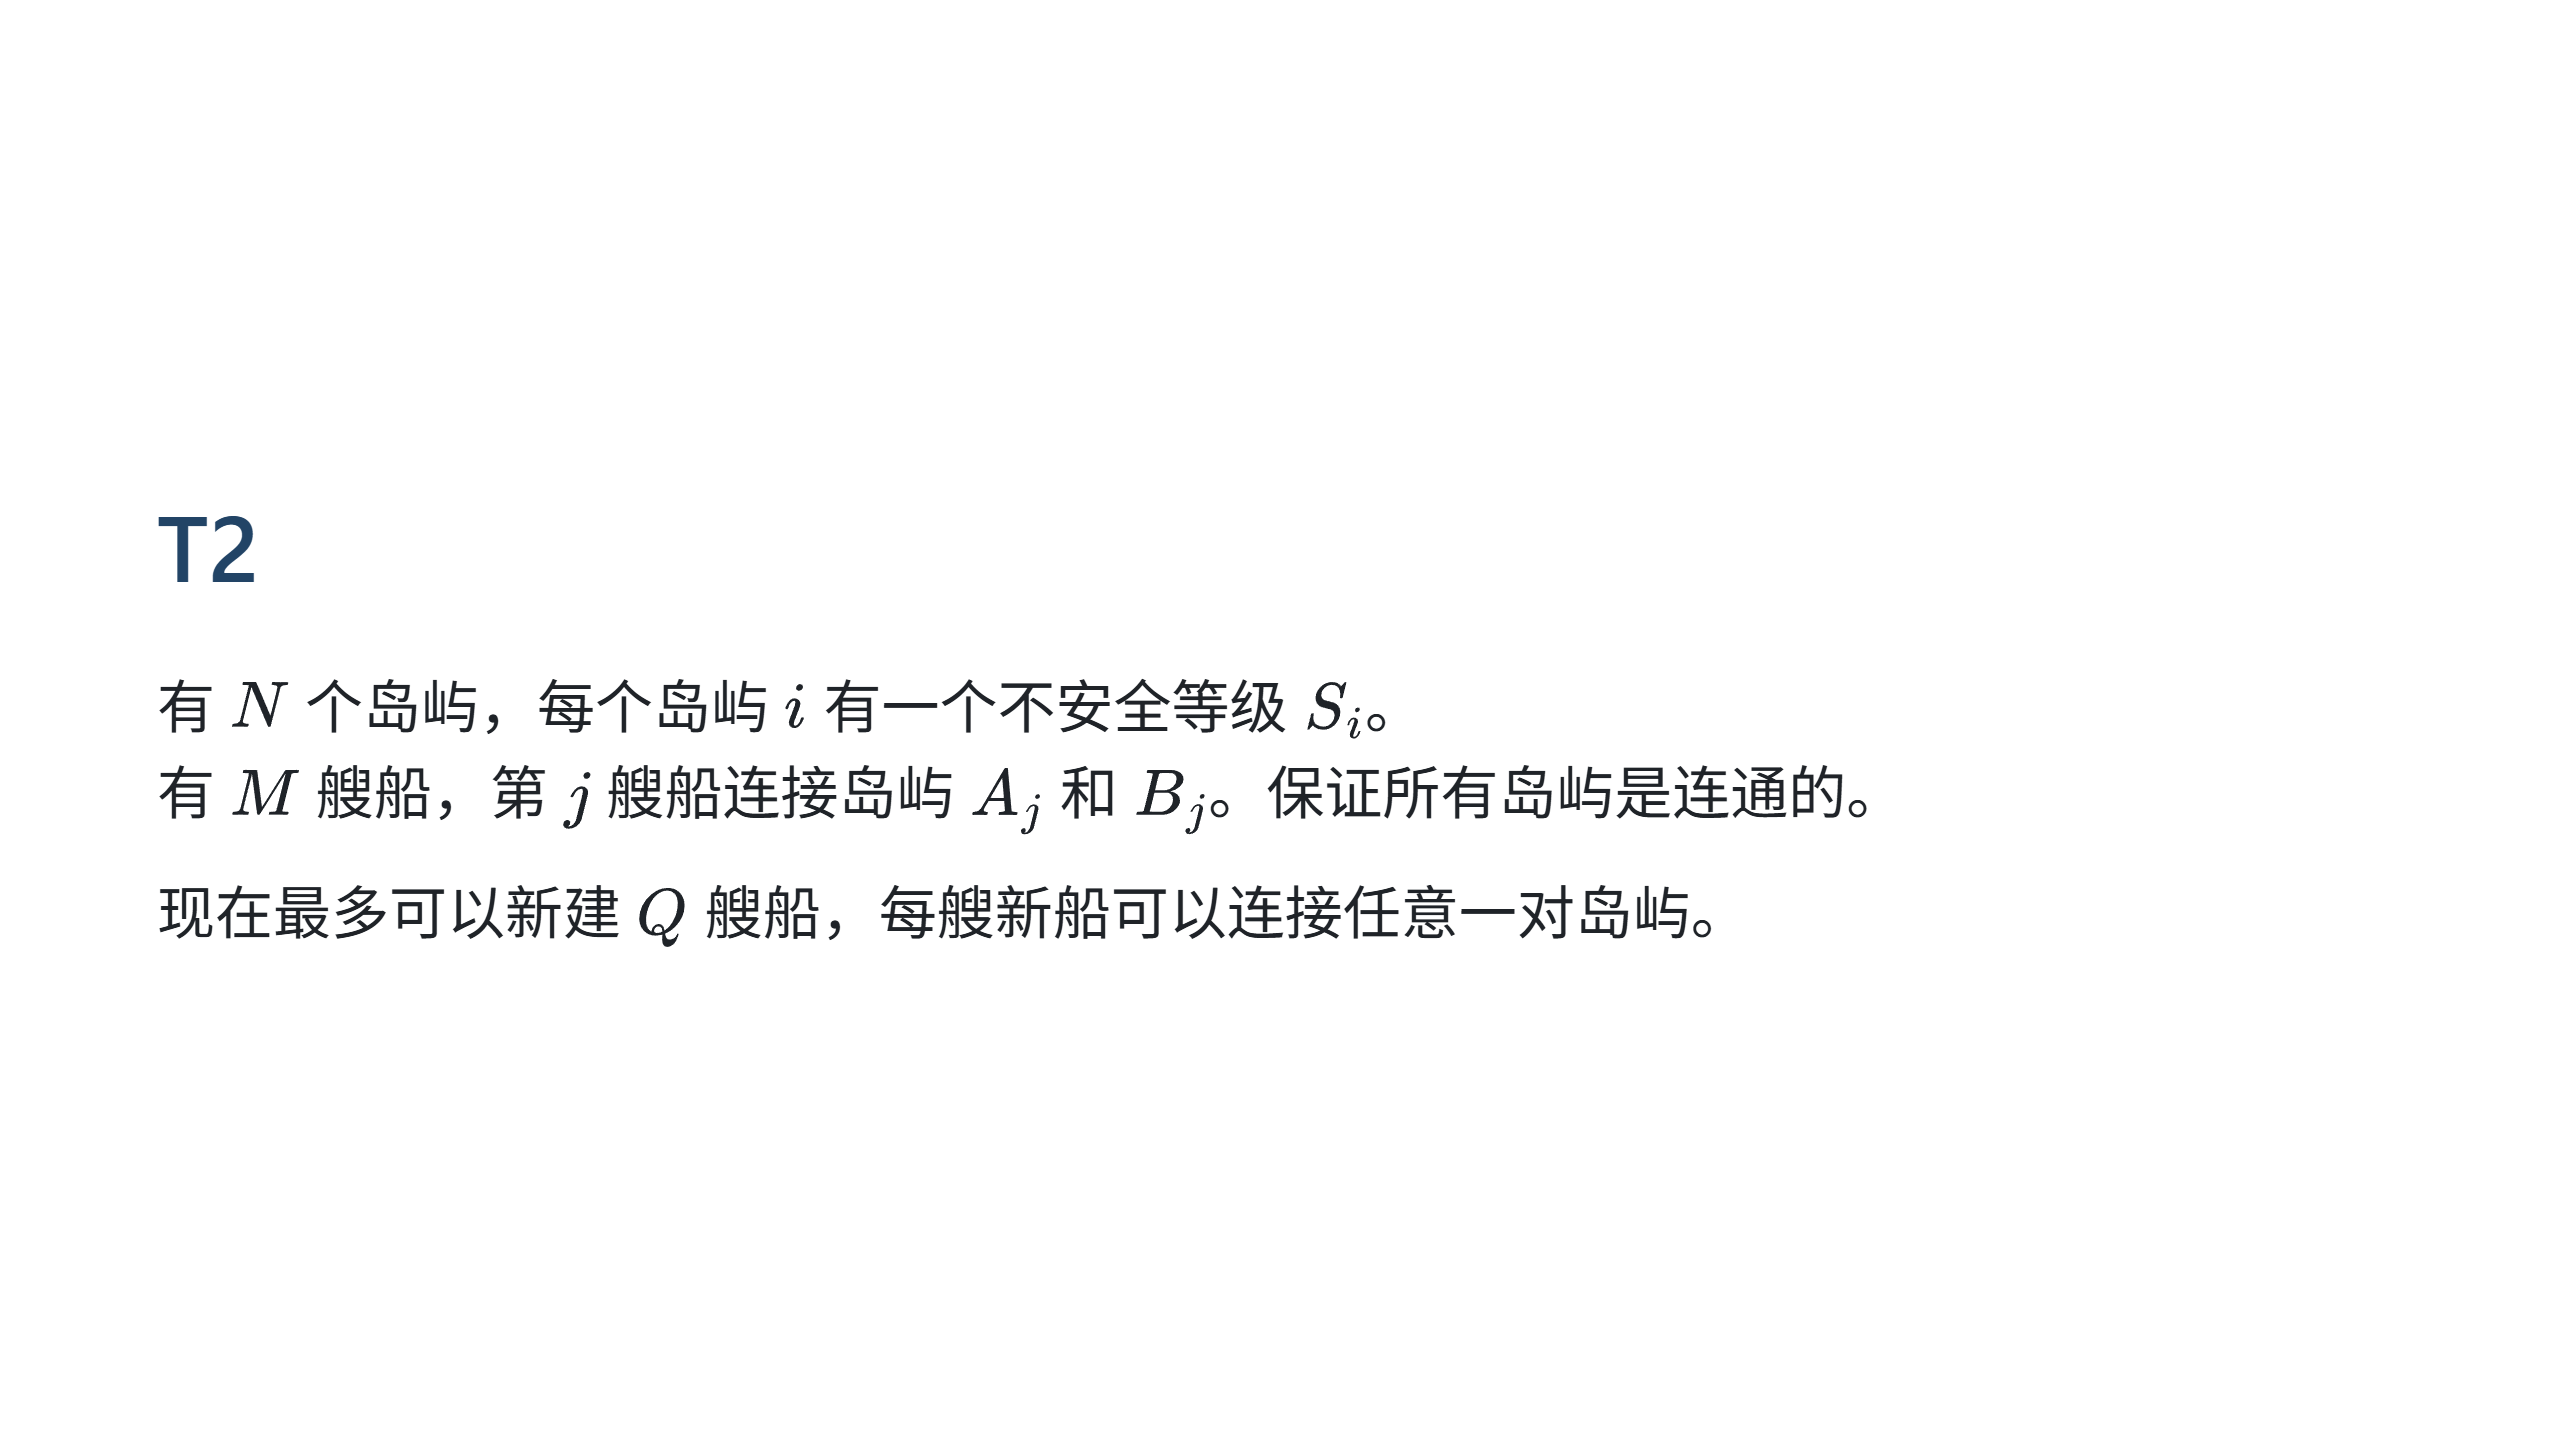 T2
有 N 个岛屿，每个岛屿 i 有一个不安全等级 S_i。
有 M 艘船，第 j 艘船连接岛屿 A_j 和 B_j。保证所有岛屿是连通的。
现在最多可以新建 Q 艘船，每艘新船可以连接任意一对岛屿。